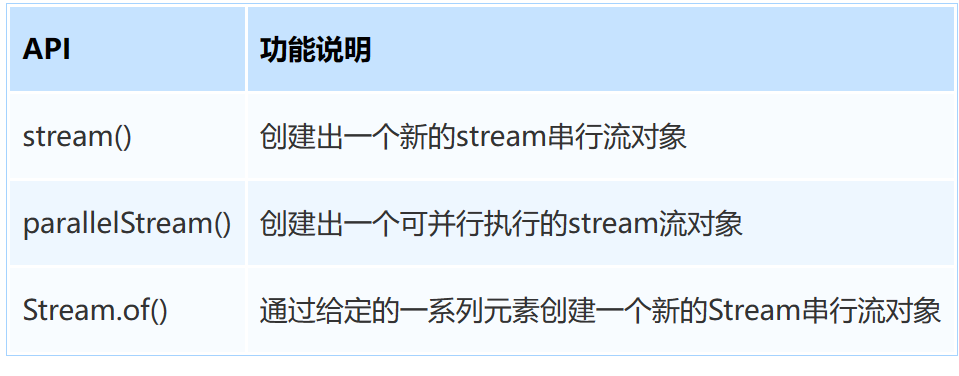 API 功能说明
stream() 创建出一个新的stream串行流对象
parallelStream() 创建出一个可并行执行的stream流对象
Stream.of() 通过给定的一系列元素创建一个新的Stream串行流对象